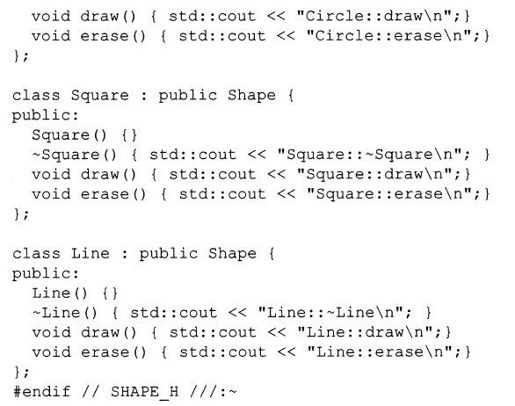 void draw() { std::cout << "Circle::draw\n";}
void erase() { std::cout << "Circle::erase\n";}
};
class Square : public Shape {
public:
Square() {}
~Square() { std::cout << "Square::~Square\n"; }
void draw() { std::cout << "Square::draw\n";}
void erase() { std::cout << "Square::erase\n";}
};
class Line : public Shape {
public:
Line() {}
~Line() { std::cout << "Line::~Line\n"; }
void draw() { std::cout << "Line::draw\n";}
void erase() { std::cout << "Line::erase\n";}
};
#endif // SHAPE_H ///:~